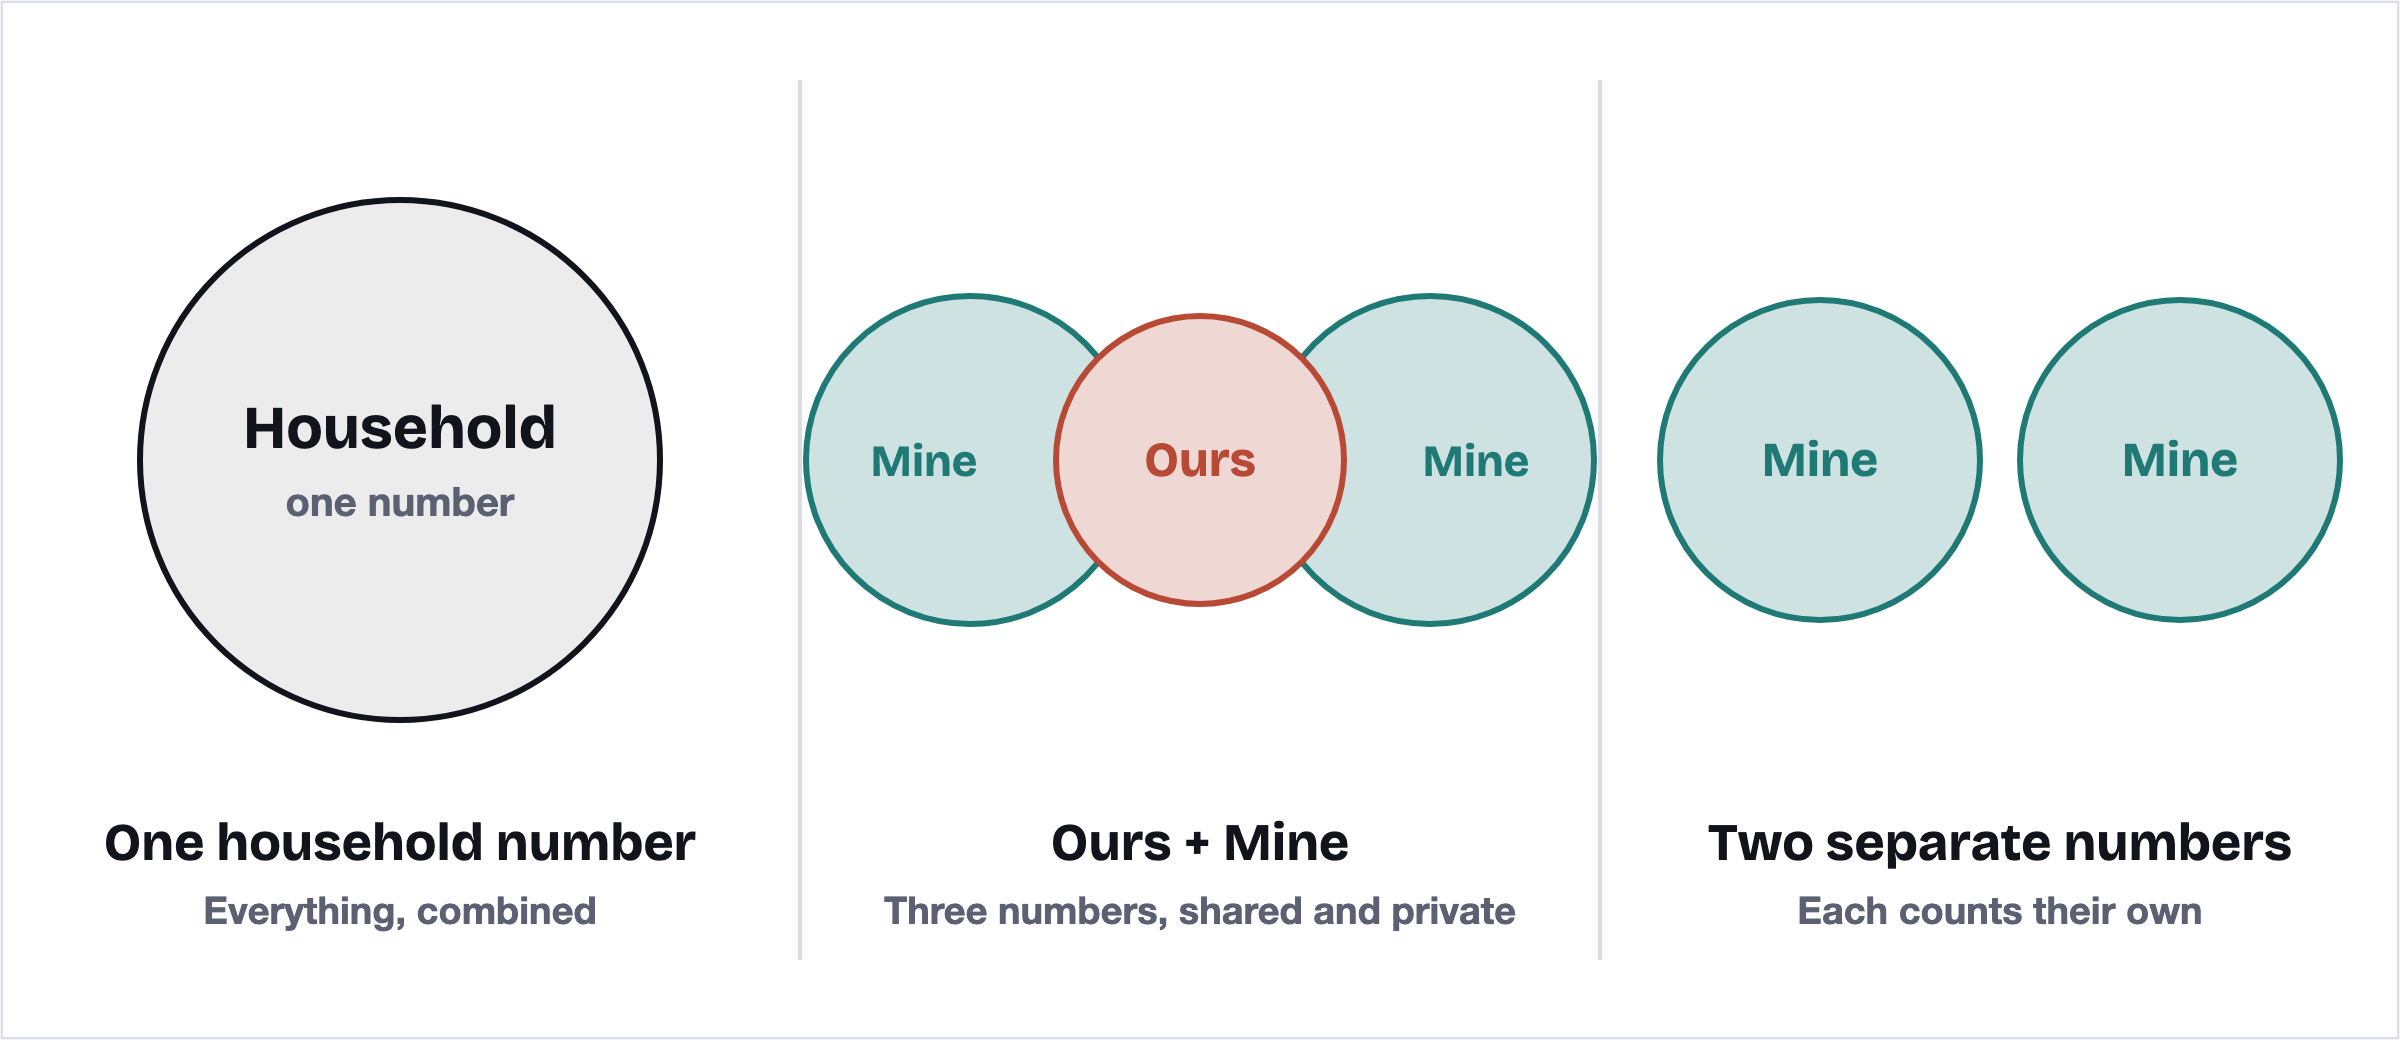 Household
one number
One household number
Everything, combined
Mine
Ours
Mine
Ours + Mine
Three numbers, shared and private
Mine
Mine
Two separate numbers
Each counts their own